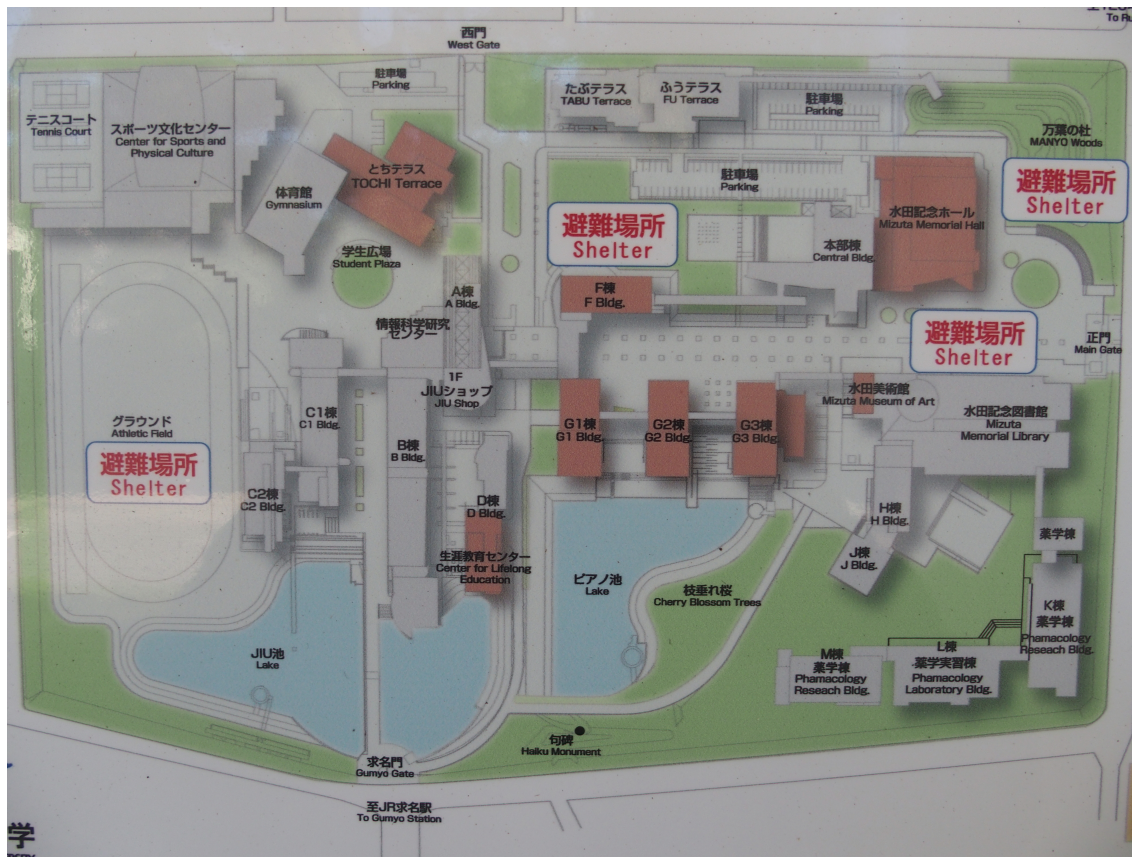 To Ru
西門
West Gate
駐車場
Parking
テニスコート
Tennis Court
スポーツ文化センター
Center for Sports and
Physical Culture
とちテラス
TOCHI Terrace
体育館
Gymnasium
学生広場
Student Plaza
たぶテラス
TABU Terrace
ふうテラス
FU Terrace
駐車場
Parking
万葉の杜
MANYO Woods
駐車場
Parking
避難場所
Shelter
避難場所
Shelter
水田記念ホール
Mizuta Memorial Hall
本部棟
Central Bldg.
A棟
A Bldg.
F棟
F Bldg.
情報科学研究
センター
避難場所
Shelter
正門
Main Gate
1F
JIUショップ
JIU Shop
水田美術館
Mizuta Museum of Art
水田記念図書館
Mizuta
Memorial Library
グラウンド
Athletic Field
避難場所
Shelter
C1棟
C1 Bldg.
B棟
B Bldg.
G1棟
G1 Bldg.
G2棟
G2 Bldg.
G3棟
G3 Bldg.
C2棟
C2 Bldg.
D棟
D Bldg.
H棟
H Bldg.
J棟
J Bldg.
薬学棟
生涯教育センター
Center for Lifelong
Education
ピアノ池
Lake
枝垂れ桜
Cherry Blossom Trees
K棟
薬学棟
Phamacology
Reseach Bldg.
JIU池
Lake
M棟
薬学棟
Phamacology
Reseach Bldg.
L棟
薬学実習棟
Phamacology
Laboratory Bldg.
句碑
Haiku Monument
求名門
Gumyo Gate
至JR求名駅
To Gumyo Station
学